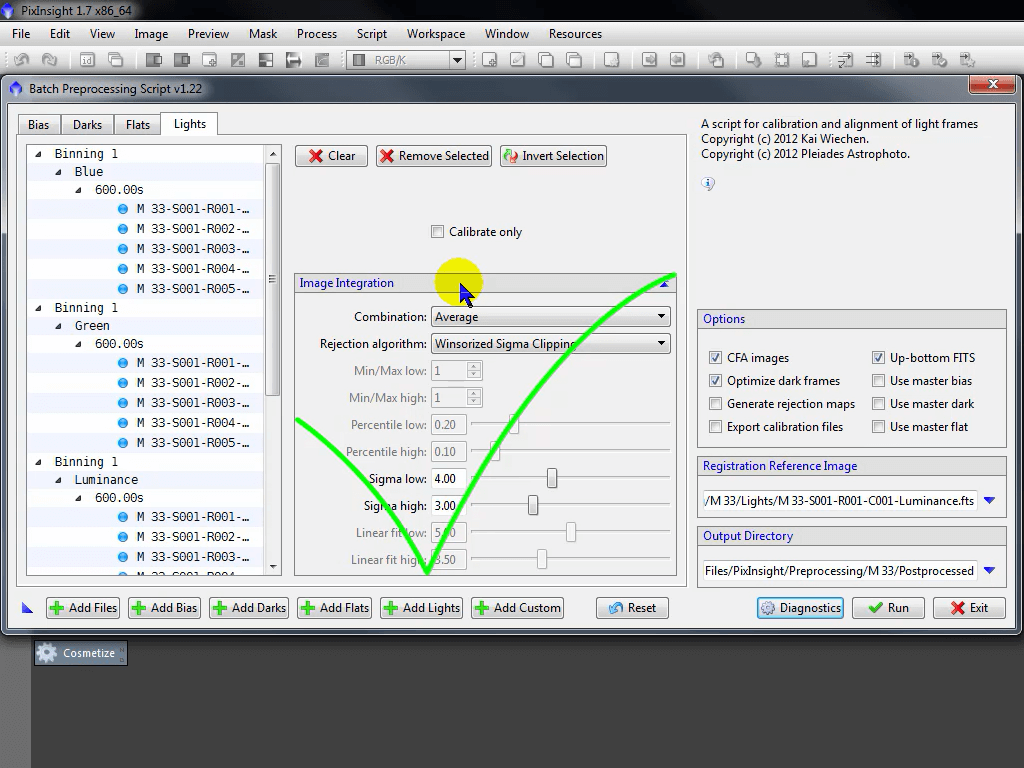 PixInsight 1.7 x86_64
File Edit View Image Preview Mask Process Script Workspace Window Resources
RGB/K
Batch Preprocessing Script v1.22
Bias Darks Flats Lights
Binning 1
Blue
600.00s
M 33-S001-R001-…
M 33-S001-R002-…
M 33-S001-R003-…
M 33-S001-R004-…
M 33-S001-R005-…
Binning 1
Green
600.00s
M 33-S001-R001-…
M 33-S001-R002-…
M 33-S001-R003-…
M 33-S001-R004-…
M 33-S001-R005-…
Binning 1
Luminance
600.00s
M 33-S001-R001-…
M 33-S001-R002-…
M 33-S001-R003-…
Clear Remove Selected Invert Selection
Calibrate only
Image Integration
Combination: Average
Rejection algorithm: Winsorized Sigma Clipping
Min/Max low: 1
Min/Max high: 1
Percentile low: 0.20
Percentile high: 0.10
Sigma low: 4.00
Sigma high: 3.00
Linear fit low:
Linear fit high:
A script for calibration and alignment of light frames
Copyright (c) 2012 Kai Wiechen.
Copyright (c) 2012 Pleiades Astrophoto.
Options
CFA images Up-bottom FITS
Optimize dark frames Use master bias
Generate rejection maps Use master dark
Export calibration files Use master flat
Registration Reference Image
/M 33/Lights/M 33-S001-R001-C001-Luminance.fts
Output Directory
Files/PixInsight/Preprocessing/M 33/Postprocessed
Add Files Add Bias Add Darks Add Flats Add Lights Add Custom Reset Diagnostics Run Exit
Cosmetize